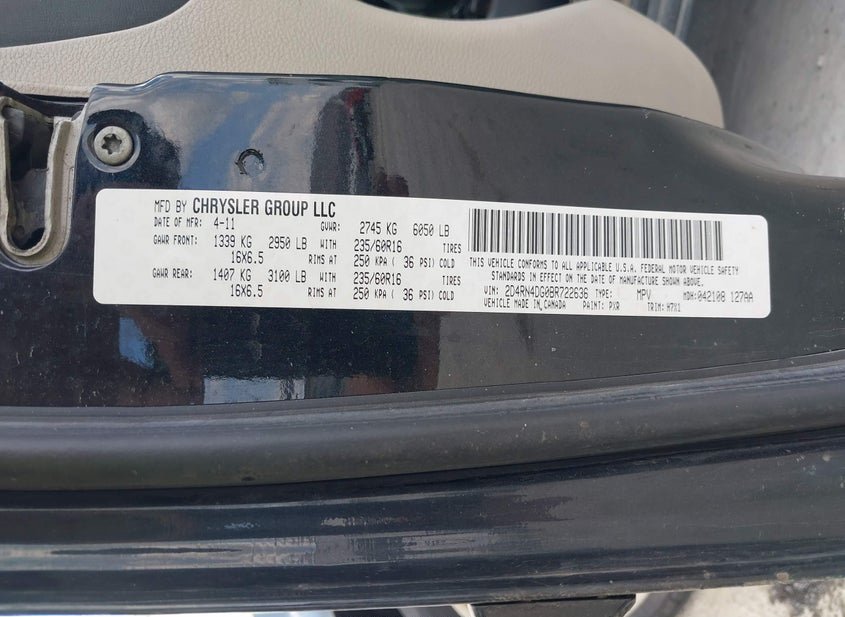 MFD BY CHRYSLER GROUP LLC
DATE OF MFR: 4-11 GVWR: 2745 KG 6050 LB
GAWR FRONT: 1339 KG 2950 LB WITH 235/60R16 TIRES
16X6.5 RIMS AT 250 KPA ( 36 PSI) COLD
GAWR REAR: 1407 KG 3100 LB WITH 235/60R16 TIRES
16X6.5 RIMS AT 250 KPA ( 36 PSI) COLD
THIS VEHICLE CONFORMS TO ALL APPLICABLE U.S.A. FEDERAL MOTOR VEHICLE SAFETY
STANDARDS IN EFFECT ON THE DATE OF MANUFACTURE SHOWN ABOVE.
VIN: 2D4RN4DG0BR722636 TYPE: MPV MDH:042108 127AA
VEHICLE MADE IN CANADA PAINT: PXR TRIM: H7X1